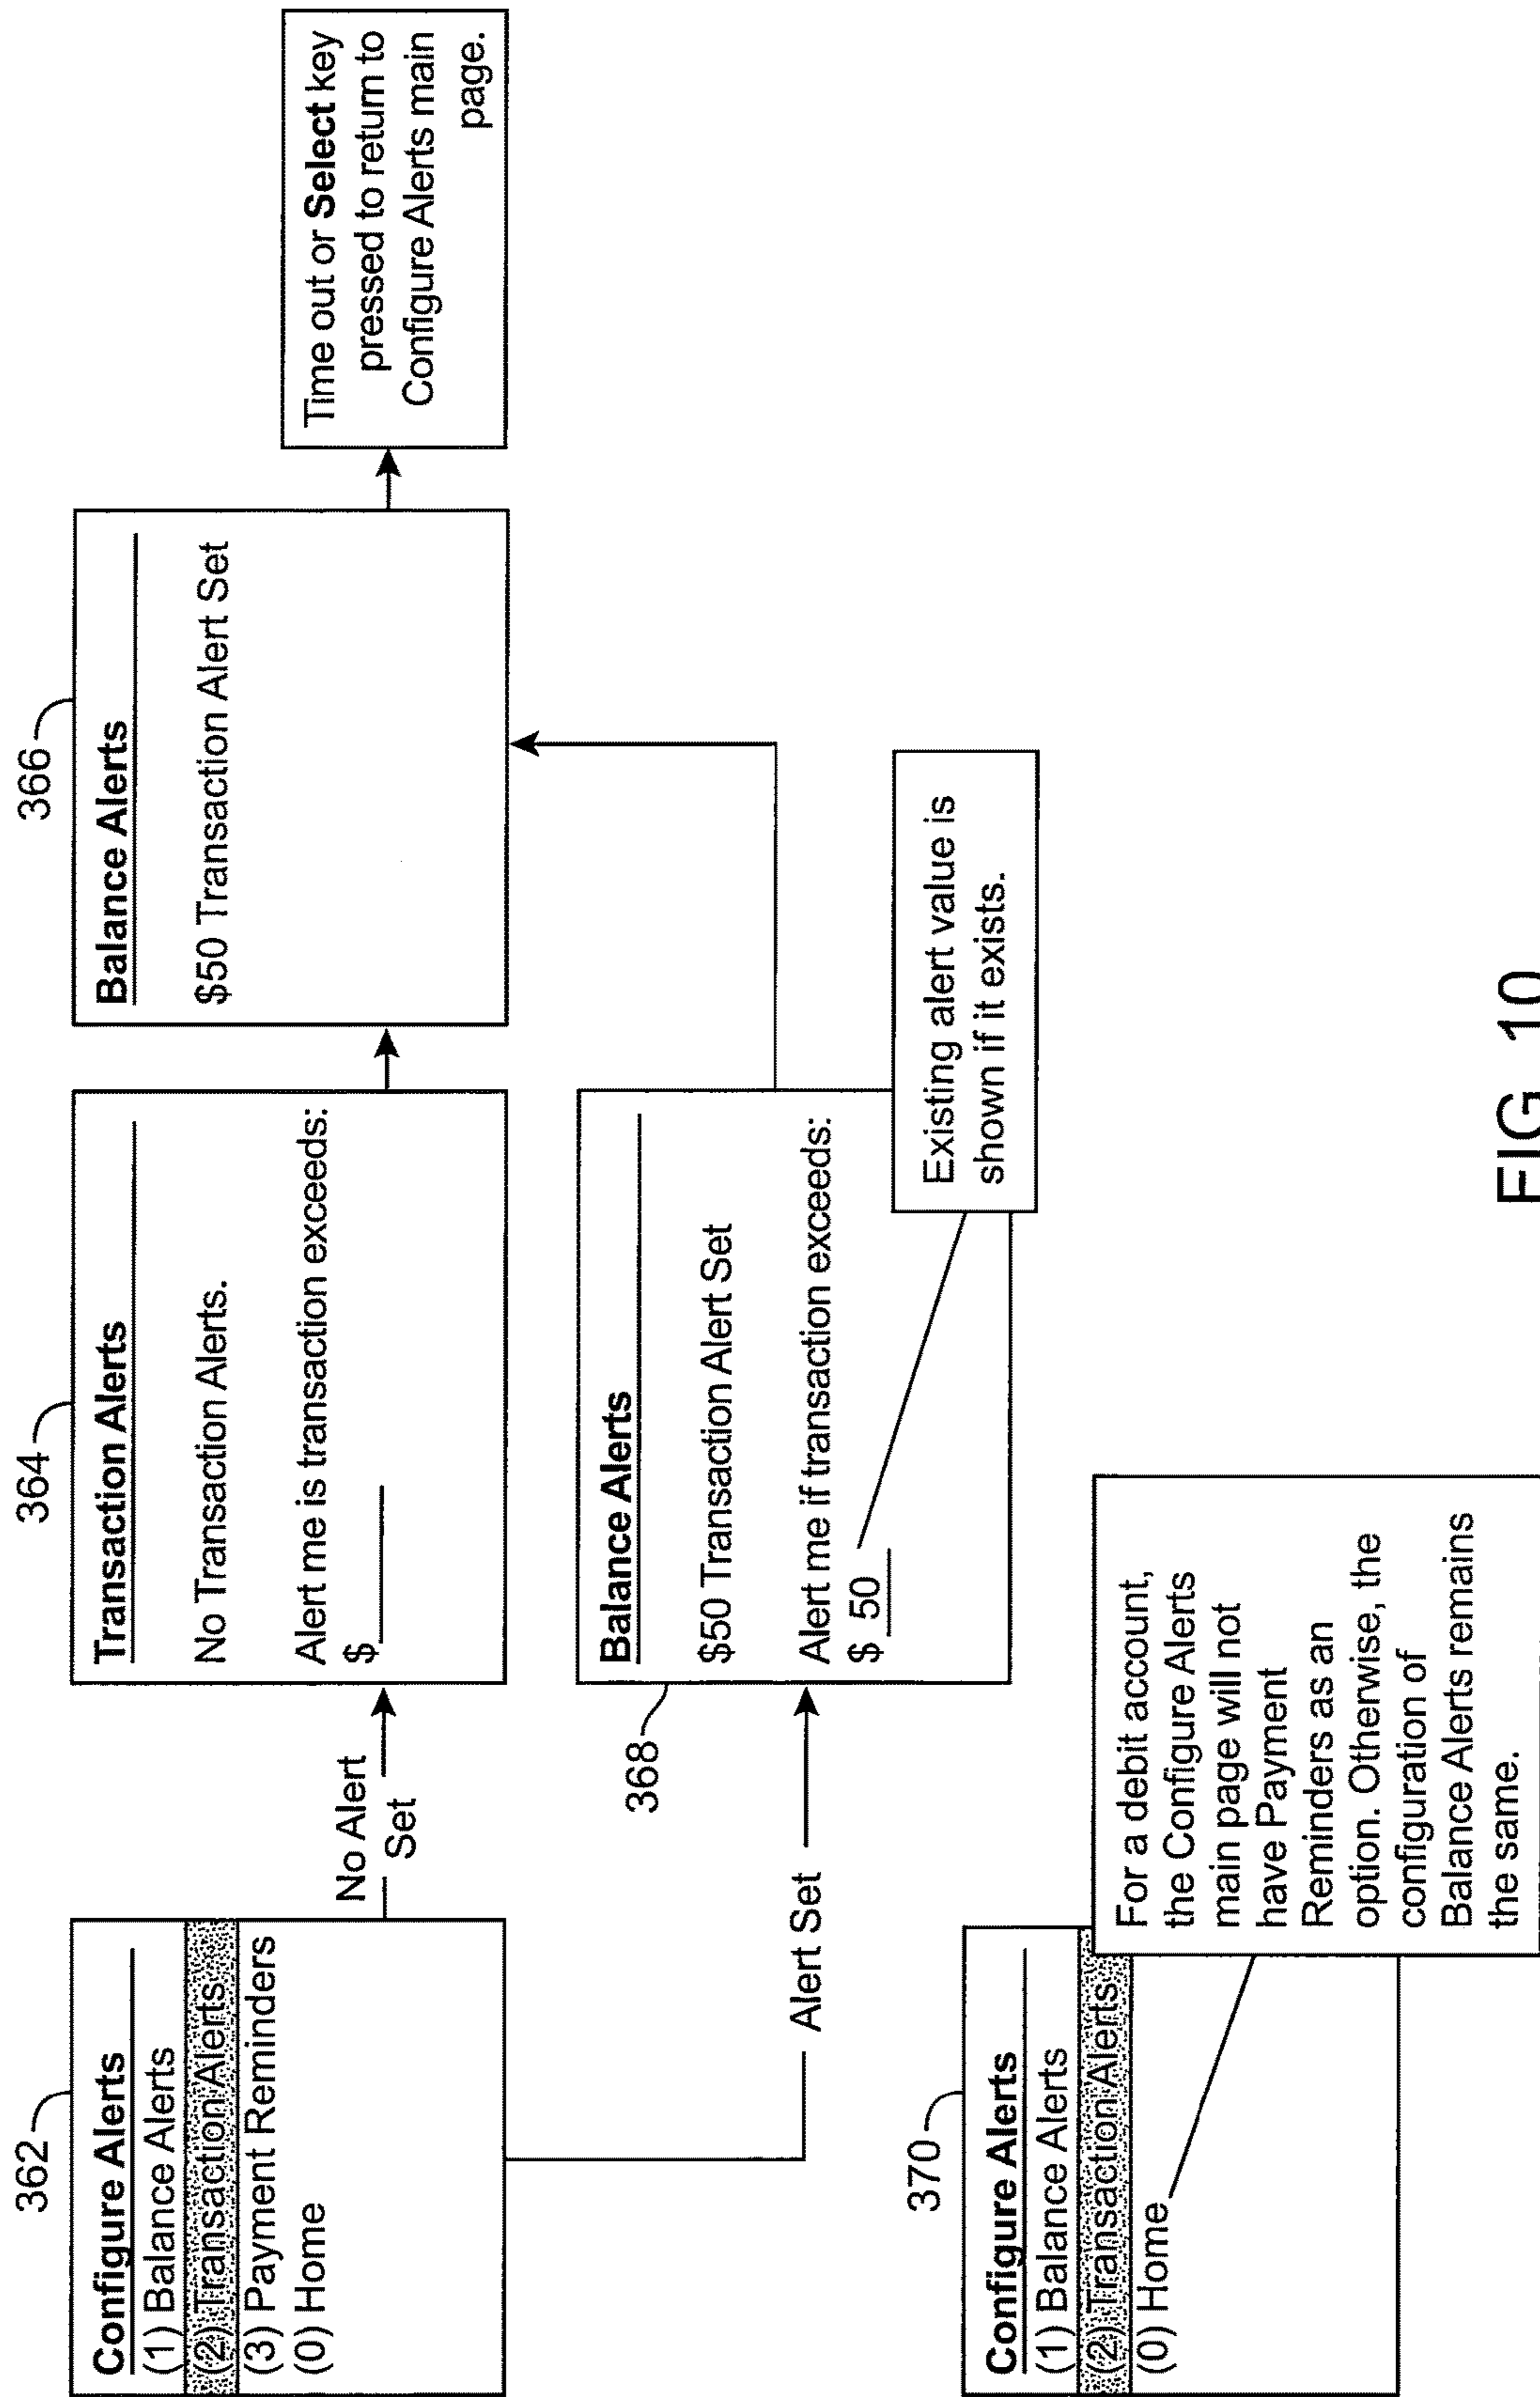 362
Configure Alerts
(1) Balance Alerts
(2) Transaction Alerts
(3) Payment Reminders
(0) Home
No Alert
Set
364
Transaction Alerts
No Transaction Alerts.
Alert me is transaction exceeds:
$
366
Balance Alerts
$50 Transaction Alert Set
Time out or Select key
pressed to return to
Configure Alerts main
page.
Alert Set
368
Balance Alerts
$50 Transaction Alert Set
Alert me if transaction exceeds:
$ 50
Existing alert value is
shown if it exists.
370
Configure Alerts
(1) Balance Alerts
(2) Transaction Alerts
(0) Home
For a debit account,
the Configure Alerts
main page will not
have Payment
Reminders as an
option. Otherwise, the
configuration of
Balance Alerts remains
the same.
FIG. 10